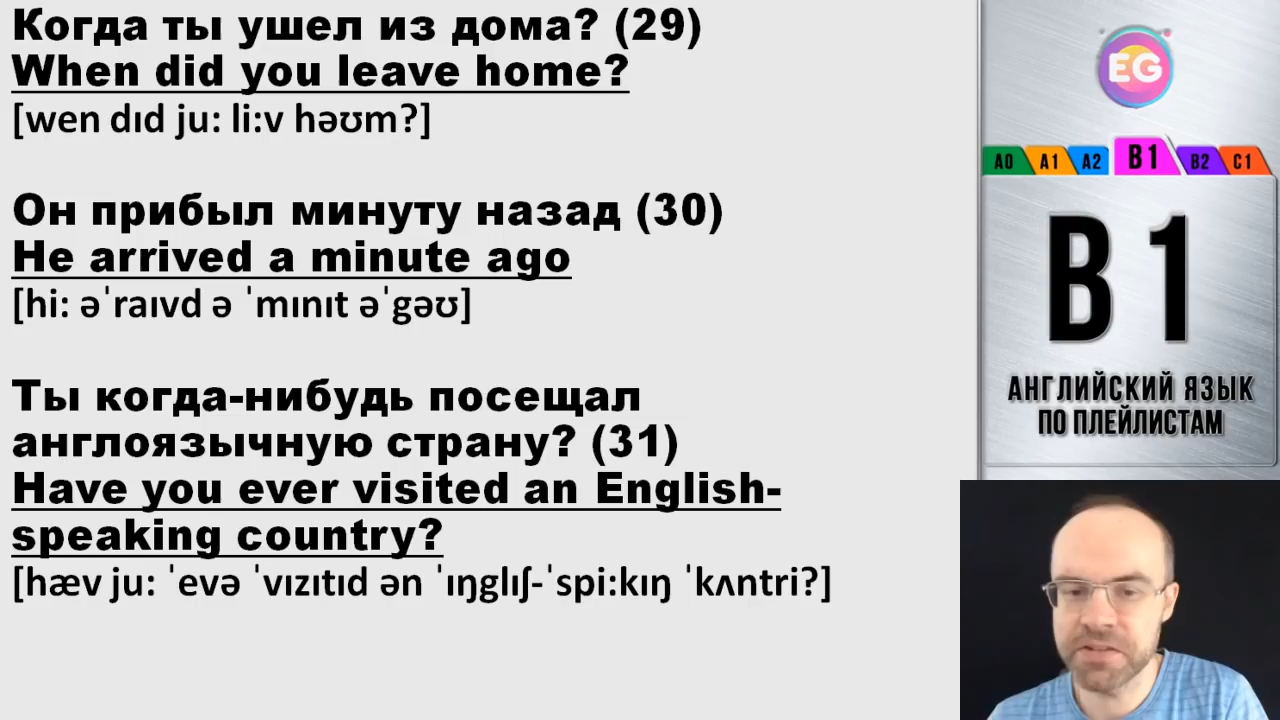 Когда ты ушел из дома? (29)
When did you leave home?
[wen dɪd ju: li:v həʊm?]
Он прибыл минуту назад (30)
He arrived a minute ago
[hi: əˈraɪvd ə ˈmɪnɪt əˈgəʊ]
Ты когда-нибудь посещал
англоязычную страну? (31)
Have you ever visited an English-
speaking country?
[hæv ju: ˈevə ˈvɪzɪtɪd ən ˈɪŋglɪʃ-ˈspi:kɪŋ ˈkʌntri?]
EG
A0 A1 A2 B1 B2 C1
B1
АНГЛИЙСКИЙ ЯЗЫК
ПО ПЛЕЙЛИСТАМ